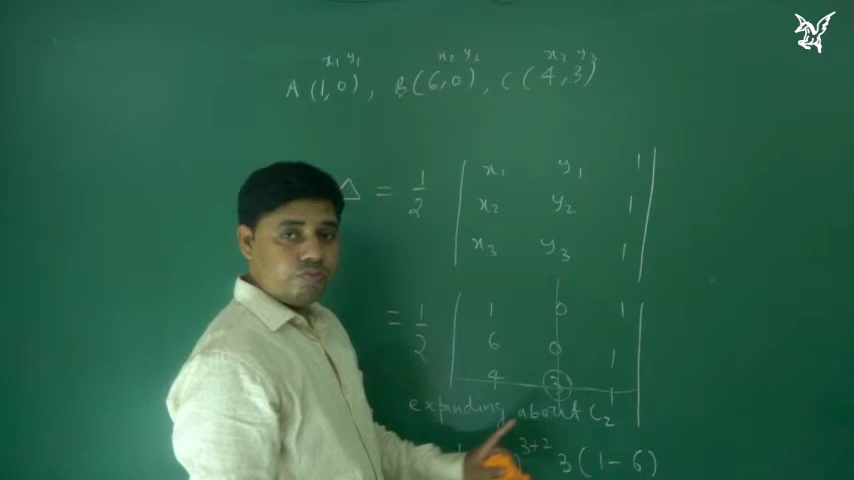 x₁ y₁ x₂ y₂ x₃ y₃
A (1,0), B(6,0), C(4,3)
Δ = 1/2 | x₁ y₁ 1
x₂ y₂ 1
x₃ y₃ 1 |
= 1/2 | 1 0 1
6 0 1
4 3 1 |
expanding about C₂
3+2 3(1-6)